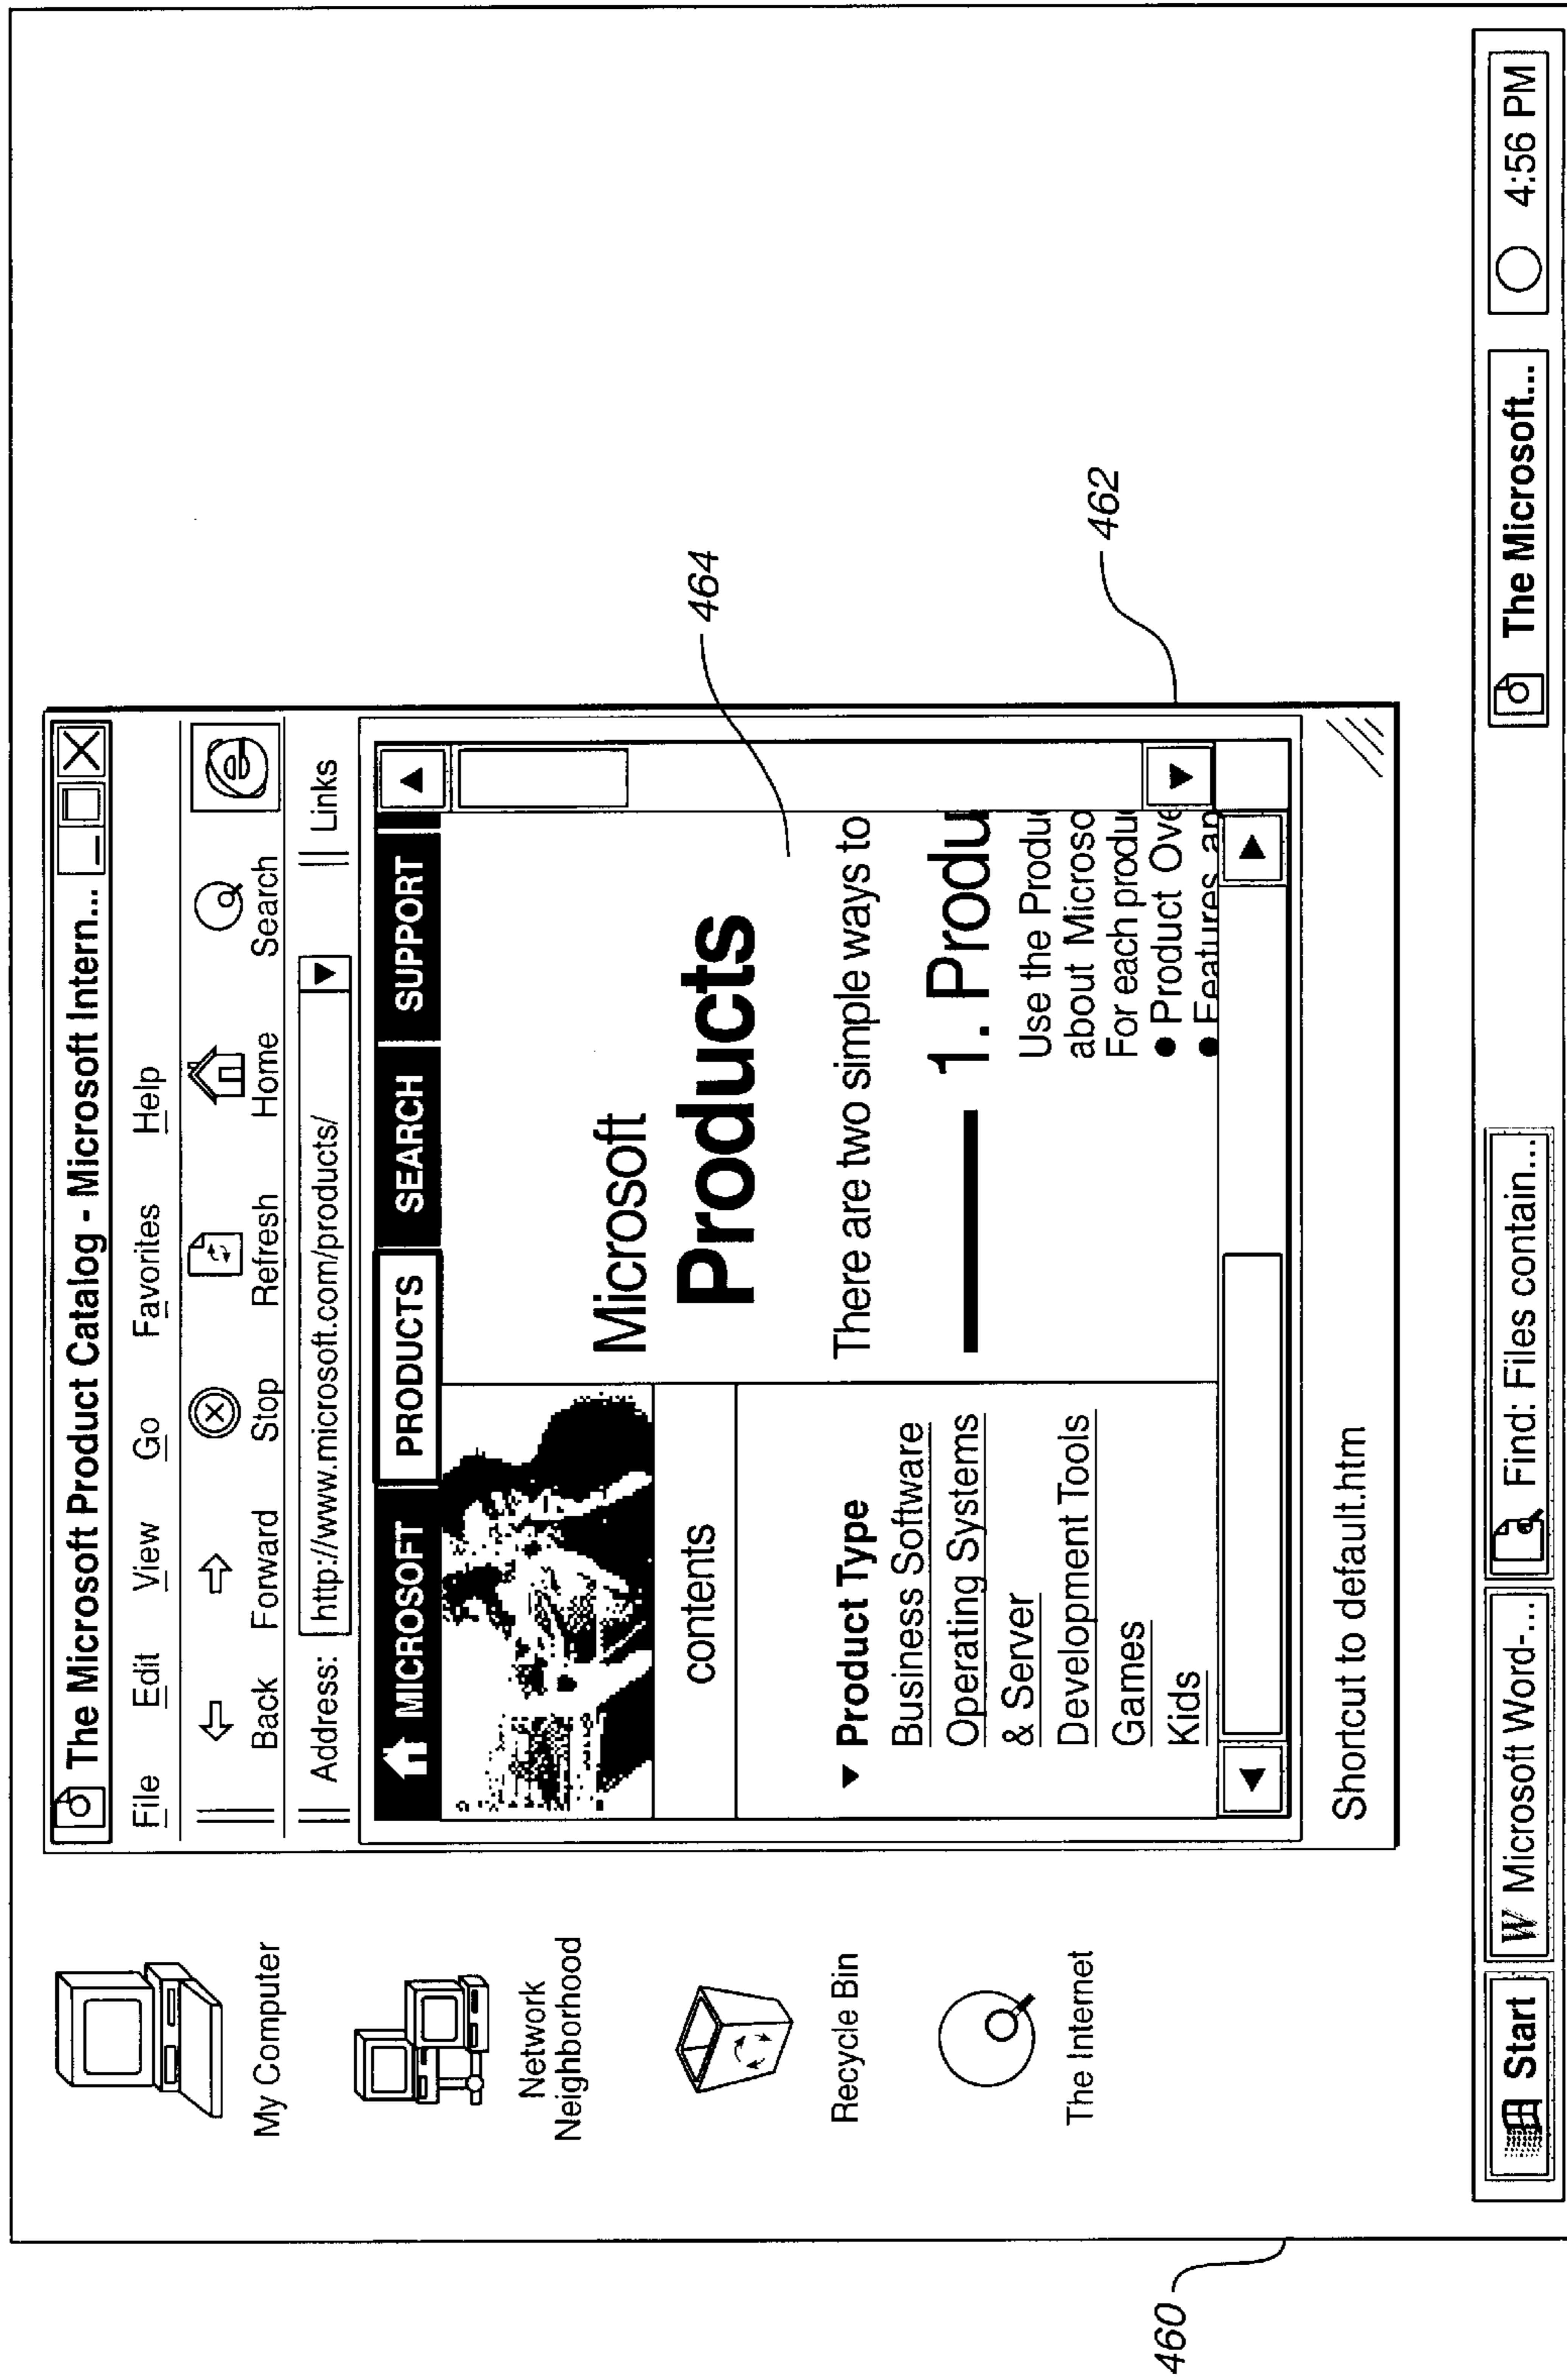 The Microsoft Product Catalog - Microsoft Intern...
File Edit View Go Favorites Help
Back Forward Stop Refresh Home Search
Address: http://www.microsoft.com/products/ Links
MICROSOFT PRODUCTS SEARCH SUPPORT
contents
▼ Product Type
Business Software
Operating Systems
& Server
Development Tools
Games
Kids
Microsoft
Products
There are two simple ways to
1. Produ
Use the Produ
about Microso
For each produ
● Product Ove
● Features, an
Shortcut to default.htm
My Computer
Network
Neighborhood
Recycle Bin
The Internet
464
462
460
Start
W Microsoft Word-...
Find: Files contain...
The Microsoft...
4:56 PM